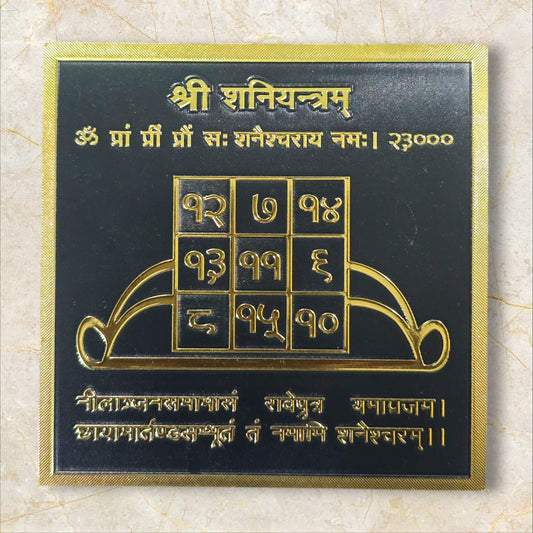 श्री शनियन्त्रम्
ॐ प्रां प्रीं प्रौं सः शनैश्चराय नमः। २३०००
१२ ७ १४
१३ ११ ६
८ १५ १०
नीलाञ्जनसमाभासं रविपुत्र यमाग्रजम।
छायामार्तण्डसम्भूतं तं नमामि शनैश्चरम्।।